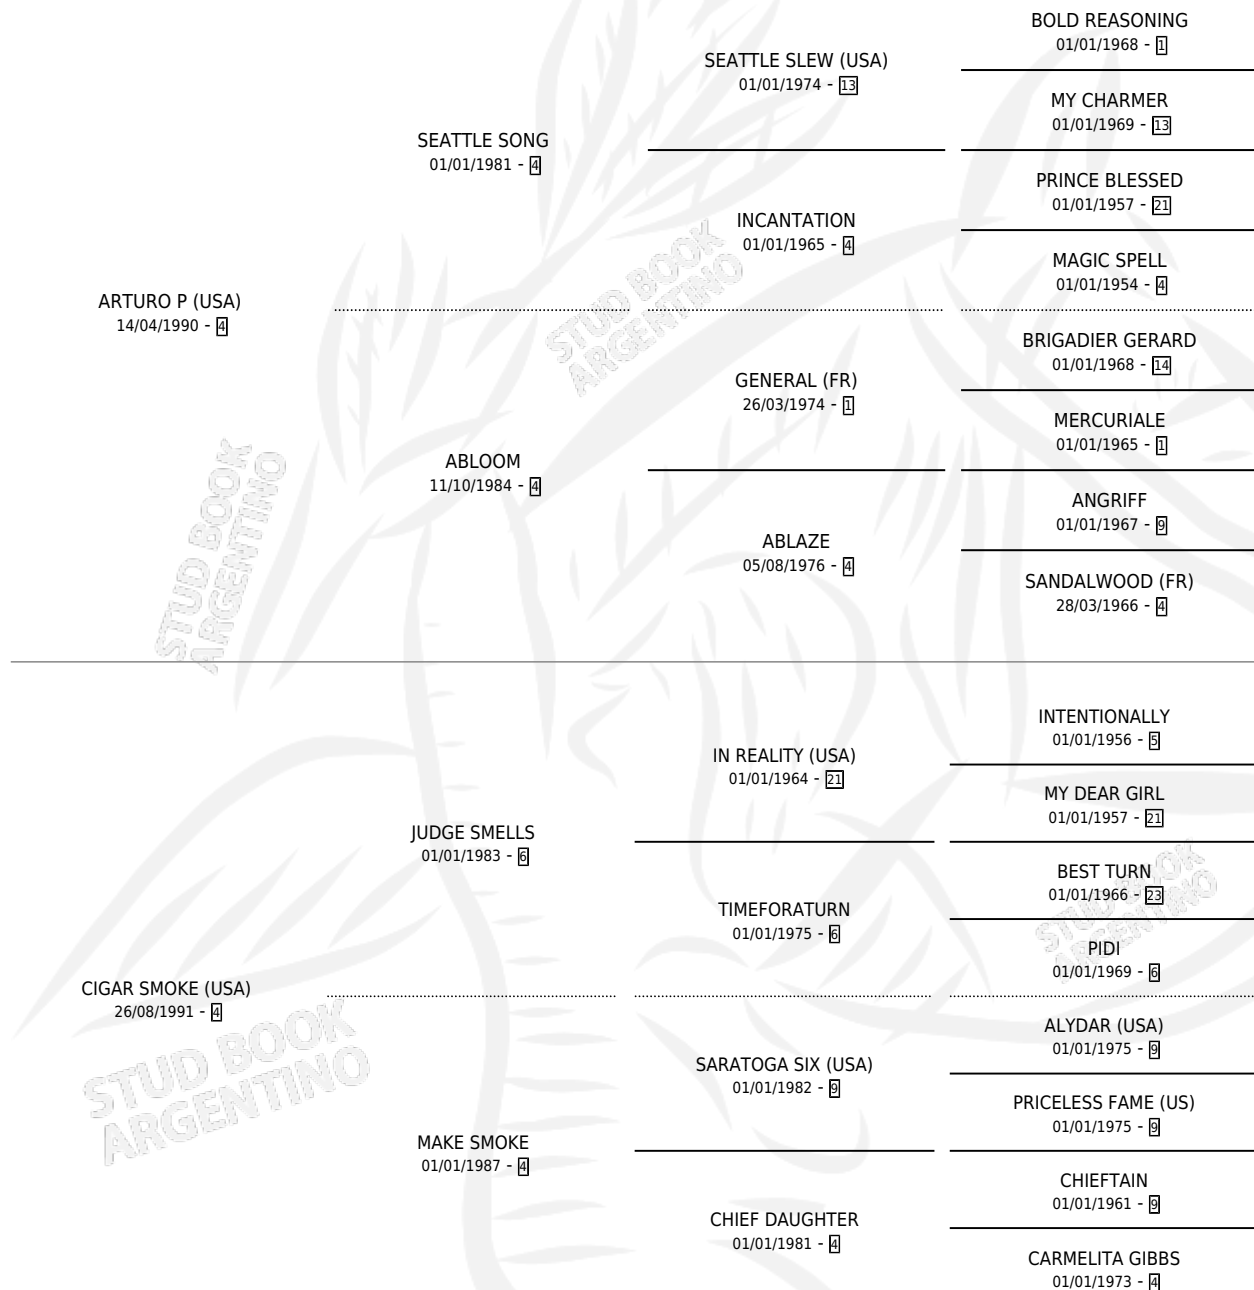 BOLD REASONING
01/01/1968 - 1
SEATTLE SLEW (USA)
01/01/1974 - 13
MY CHARMER
01/01/1969 - 13
SEATTLE SONG
01/01/1981 - 4
PRINCE BLESSED
01/01/1957 - 21
INCANTATION
01/01/1965 - 4
MAGIC SPELL
01/01/1954 - 4
ARTURO P (USA)
14/04/1990 - 4
BRIGADIER GERARD
01/01/1968 - 14
GENERAL (FR)
26/03/1974 - 1
MERCURIALE
01/01/1965 - 1
ABLOOM
11/10/1984 - 4
ANGRIFF
01/01/1967 - 9
ABLAZE
05/08/1976 - 4
SANDALWOOD (FR)
28/03/1966 - 4
INTENTIONALLY
01/01/1956 - 5
IN REALITY (USA)
01/01/1964 - 21
MY DEAR GIRL
01/01/1957 - 21
JUDGE SMELLS
01/01/1983 - 6
BEST TURN
01/01/1966 - 23
TIMEFORATURN
01/01/1975 - 6
PIDI
01/01/1969 - 6
CIGAR SMOKE (USA)
26/08/1991 - 4
ALYDAR (USA)
01/01/1975 - 9
SARATOGA SIX (USA)
01/01/1982 - 9
PRICELESS FAME (US)
01/01/1975 - 9
MAKE SMOKE
01/01/1987 - 4
CHIEFTAIN
01/01/1961 - 9
CHIEF DAUGHTER
01/01/1981 - 4
CARMELITA GIBBS
01/01/1973 - 4
STUD BOOK
ARGENTINO
STUD BOOK
ARGENTINO
STUD BOOK
ARGENTINO
STUD BOOK
ARGENTINO